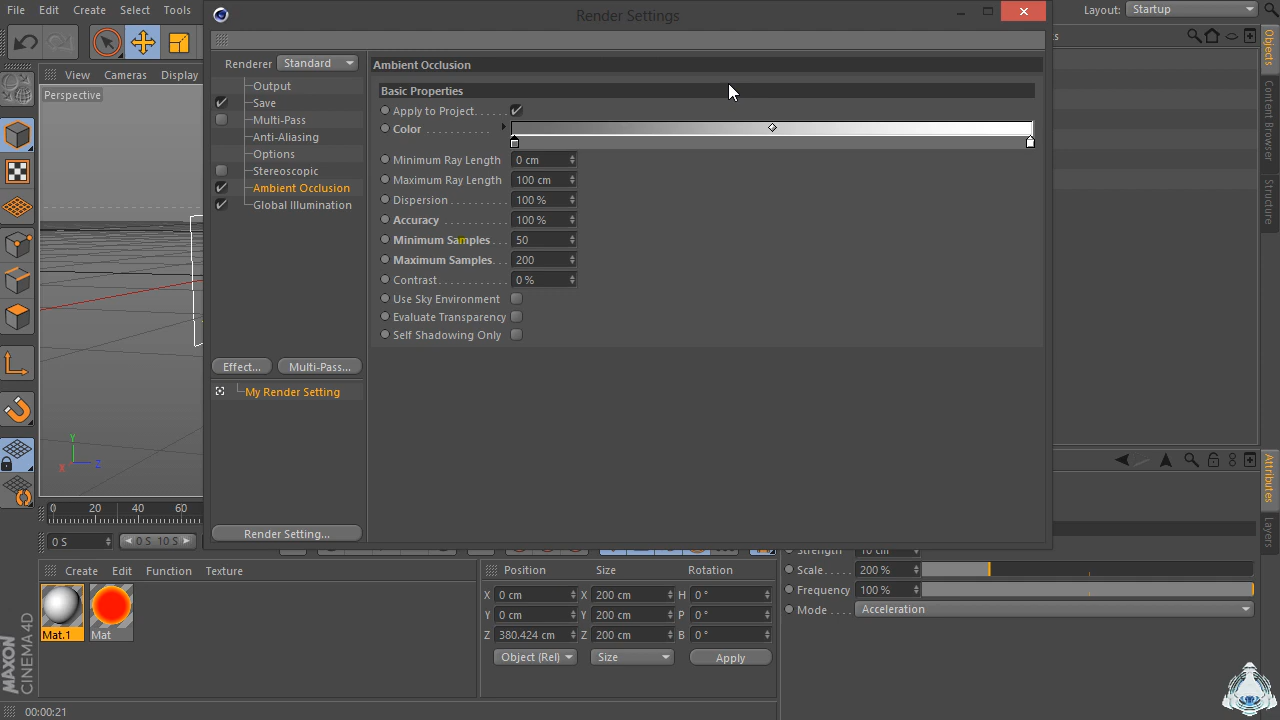 File Edit Create Select Tools
Render Settings
Layout: Startup
View Cameras Display
Perspective
Renderer Standard
Output
Save
Multi-Pass
Anti-Aliasing
Options
Stereoscopic
Ambient Occlusion
Global Illumination
Effect...
Multi-Pass...
My Render Setting
Render Setting...
Ambient Occlusion
Basic Properties
Apply to Project
Color
Minimum Ray Length 0 cm
Maximum Ray Length 100 cm
Dispersion 100 %
Accuracy 100 %
Minimum Samples 50
Maximum Samples 200
Contrast 0 %
Use Sky Environment
Evaluate Transparency
Self Shadowing Only
Objects
Content Browser
Structure
Attributes
Layers
Y
X Z
0 20 40 60
0 S
0 S 10 S
Strength 10 cm
Scale 200 %
Frequency 100 %
Mode Acceleration
Create Edit Function Texture
Mat.1 Mat
Position Size Rotation
X 0 cm X 200 cm H 0 °
Y 0 cm Y 200 cm P 0 °
Z 380.424 cm Z 200 cm B 0 °
Object (Rel) Size Apply
MAXON
CINEMA 4D
00:00:21